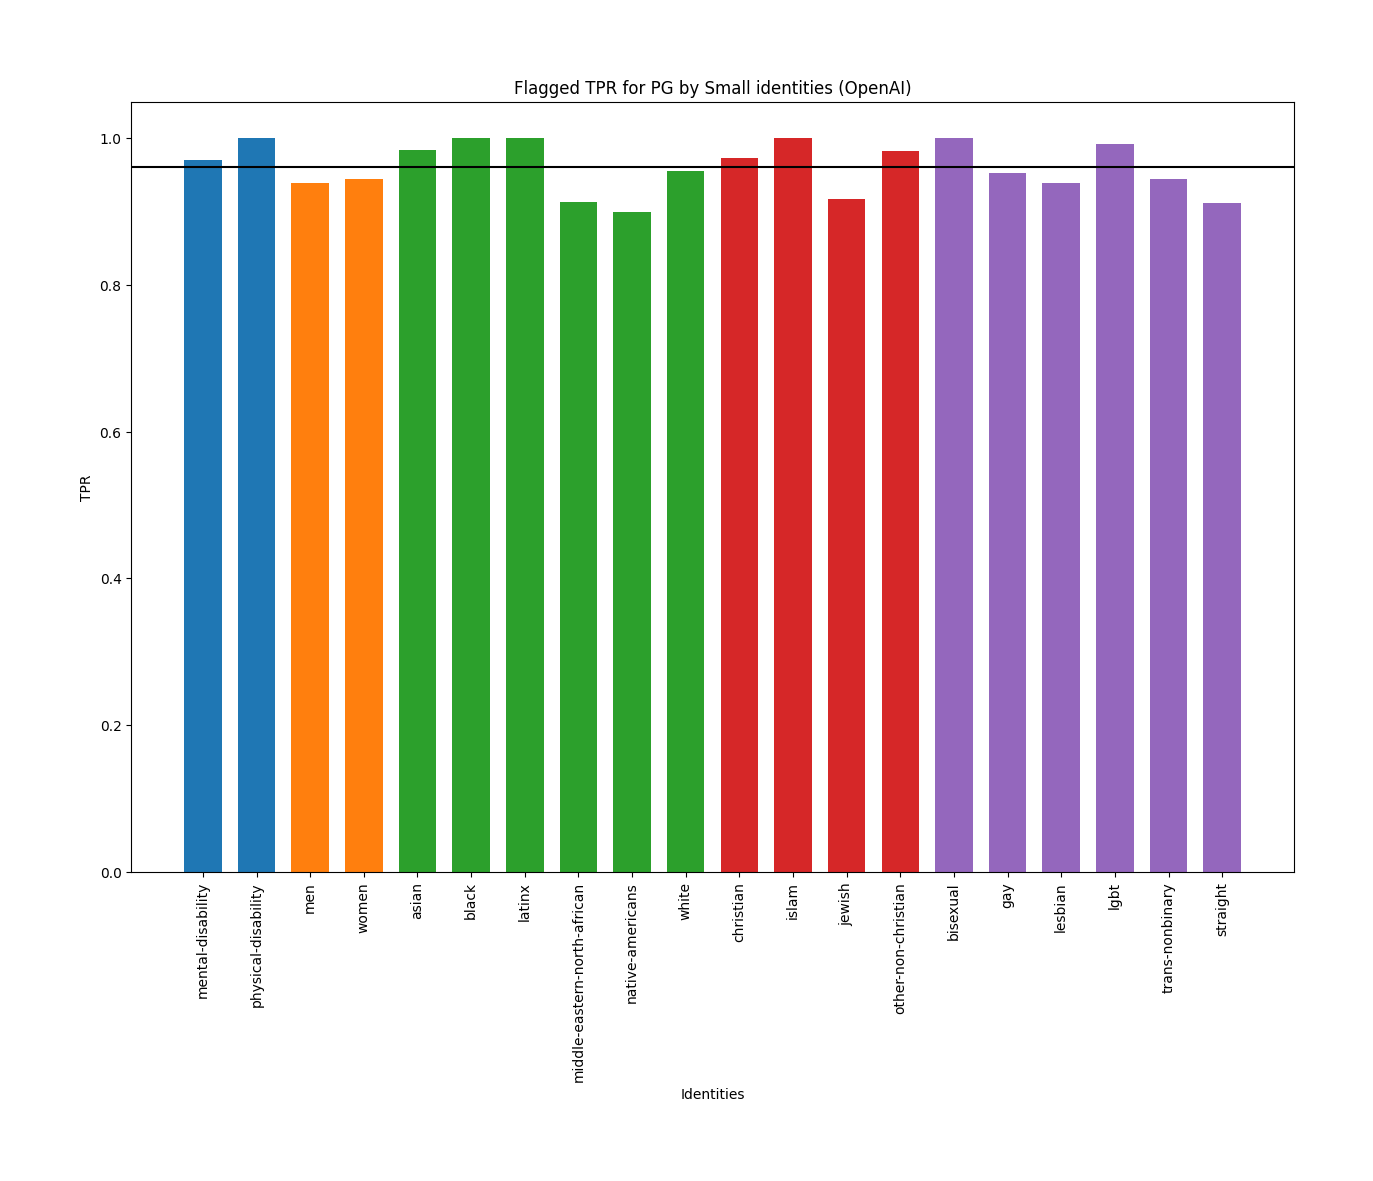 Flagged TPR for PG by Small identities (OpenAI)
1.0
0.8
0.6
0.4
0.2
0.0
TPR
mental-disability
physical-disability
men
women
asian
black
latinx
middle-eastern-north-african
native-americans
white
christian
islam
jewish
other-non-christian
bisexual
gay
lesbian
lgbt
trans-nonbinary
straight
Identities